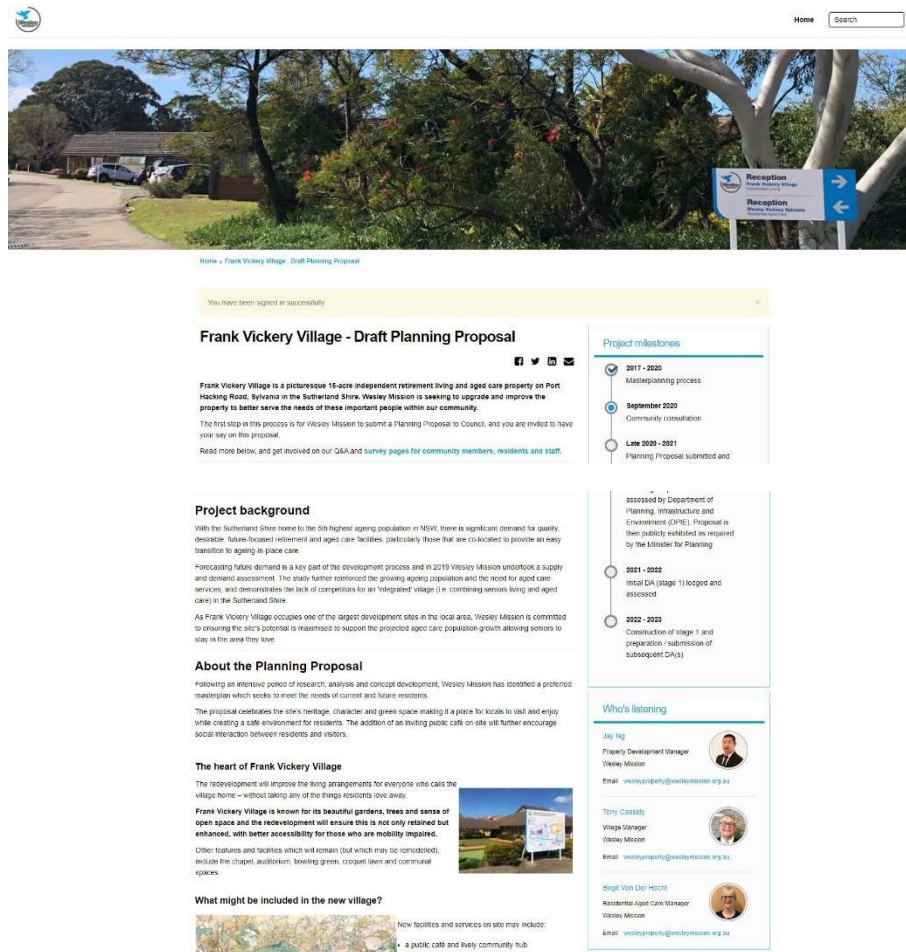 Wesley
Home
Search
Reception
Frank Vickery Village
Independent Living
Reception
Wesley Vickery Sylvania
Residential Aged Care
Home » Frank Vickery Village - Draft Planning Proposal
You have been signed in successfully
×
Frank Vickery Village - Draft Planning Proposal
Frank Vickery Village is a picturesque 15-acre independent retirement living and aged care property on Port
Hacking Road, Sylvania in the Sutherland Shire. Wesley Mission is seeking to upgrade and improve the
property to better serve the needs of these important people within our community.
The first step in this process is for Wesley Mission to submit a Planning Proposal to Council, and you are invited to have
your say on this proposal.
Read more below, and get involved on our Q&A and survey pages for community members, residents and staff.
Project milestones
2017 - 2020
Masterplanning process
September 2020
Community consultation
Late 2020 - 2021
Planning Proposal submitted and
Project background
With the Sutherland Shire home to the 5th highest ageing population in NSW, there is significant demand for quality,
desirable, future-focused retirement and aged care facilities, particularly those that are co-located to provide an easy
transition to ageing-in-place care.
Forecasting future demand is a key part of the development process and in 2019 Wesley Mission undertook a supply
and demand assessment. The study further reinforced the growing ageing population and the need for aged care
services, and demonstrates the lack of competitors for an 'integrated' village (i.e. combining seniors living and aged
care) in the Sutherland Shire.
As Frank Vickery Village occupies one of the largest development sites in the local area, Wesley Mission is committed
to ensuring the site's potential is maximised to support the projected aged care population growth allowing seniors to
stay in the area they love.
assessed by Department of
Planning, Infrastructure and
Environment (DPIE). Proposal is
then publicly exhibited as required
by the Minister for Planning
2021 - 2022
Initial DA (stage 1) lodged and
assessed
2022 - 2023
Construction of stage 1 and
preparation / submission of
subsequent DA(s)
About the Planning Proposal
Following an intensive period of research, analysis and concept development, Wesley Mission has identified a preferred
masterplan which seeks to meet the needs of current and future residents.
The proposal celebrates the site's heritage, character and green space making it a place for locals to visit and enjoy
while creating a safe environment for residents. The addition of an inviting public café on-site will further encourage
social interaction between residents and visitors.
The heart of Frank Vickery Village
The redevelopment will improve the living arrangements for everyone who calls the
village home – without taking any of the things residents love away.
Frank Vickery Village is known for its beautiful gardens, trees and sense of
open space and the redevelopment will ensure this is not only retained but
enhanced, with better accessibility for those who are mobility impaired.
Other features and facilities which will remain (but which may be remodelled),
include the chapel, auditorium, bowling green, croquet lawn and communal
spaces.
What might be included in the new village?
New facilities and services on site may include:
• a public café and lively community hub
Who's listening
Jay Ng
Property Development Manager
Wesley Mission
Email wesleyproperty@wesleymission.org.au
Tony Cassidy
Village Manager
Wesley Mission
Email wesleyproperty@wesleymission.org.au
Birgit Von Der Hocht
Residential Aged Care Manager
Wesley Mission
Email wesleyproperty@wesleymission.org.au